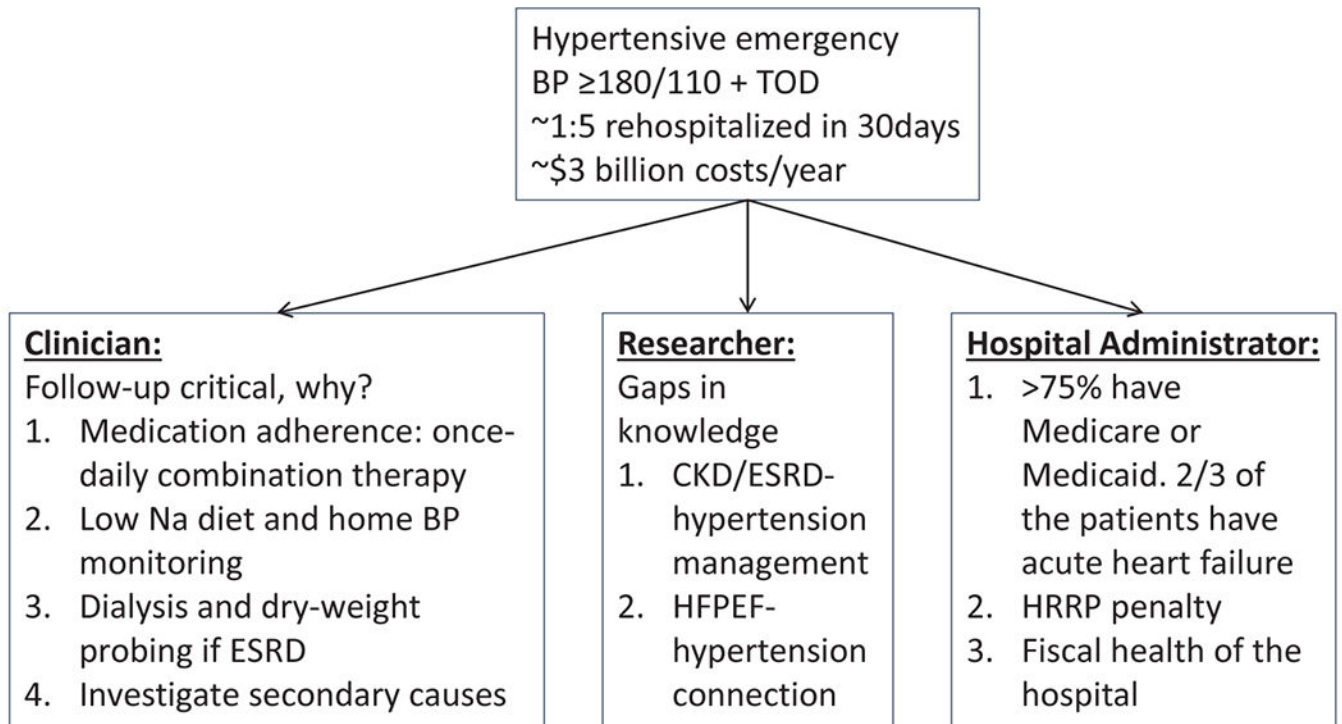 Hypertensive emergency
BP ≥180/110 + TOD
~1:5 rehospitalized in 30days
~$3 billion costs/year
Clinician:
Follow-up critical, why?
1. Medication adherence: once-
daily combination therapy
2. Low Na diet and home BP
monitoring
3. Dialysis and dry-weight
probing if ESRD
4. Investigate secondary causes
Researcher:
Gaps in
knowledge
1. CKD/ESRD-
hypertension
management
2. HFPEF-
hypertension
connection
Hospital Administrator:
1. >75% have
Medicare or
Medicaid. 2/3 of
the patients have
acute heart failure
2. HRRP penalty
3. Fiscal health of the
hospital